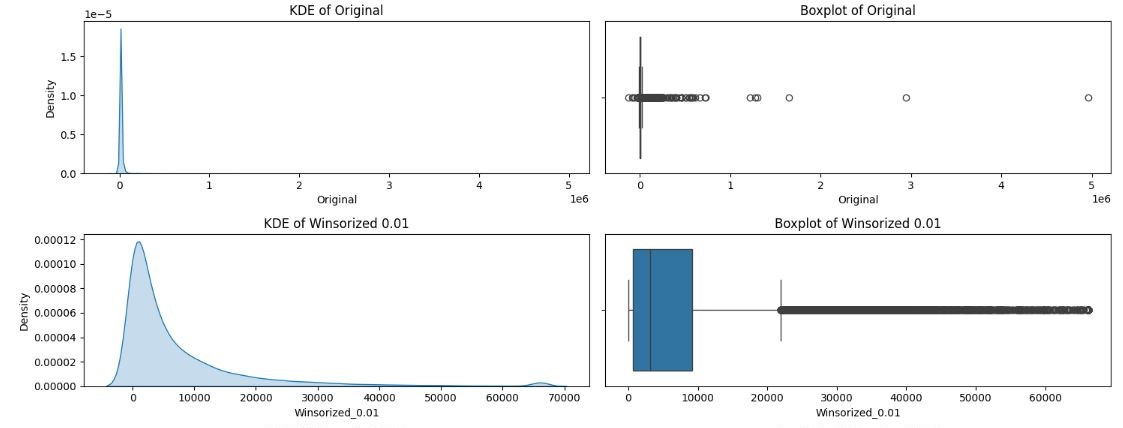 KDE of Original
1e−5
Density
1.5
1.0
0.5
0.0
0 1 2 3 4 5
Original
1e6
Boxplot of Original
0 1 2 3 4 5
Original
1e6
KDE of Winsorized 0.01
Density
0.00012
0.00010
0.00008
0.00006
0.00004
0.00002
0.00000
0 10000 20000 30000 40000 50000 60000 70000
Winsorized_0.01
Boxplot of Winsorized 0.01
0 10000 20000 30000 40000 50000 60000
Winsorized_0.01